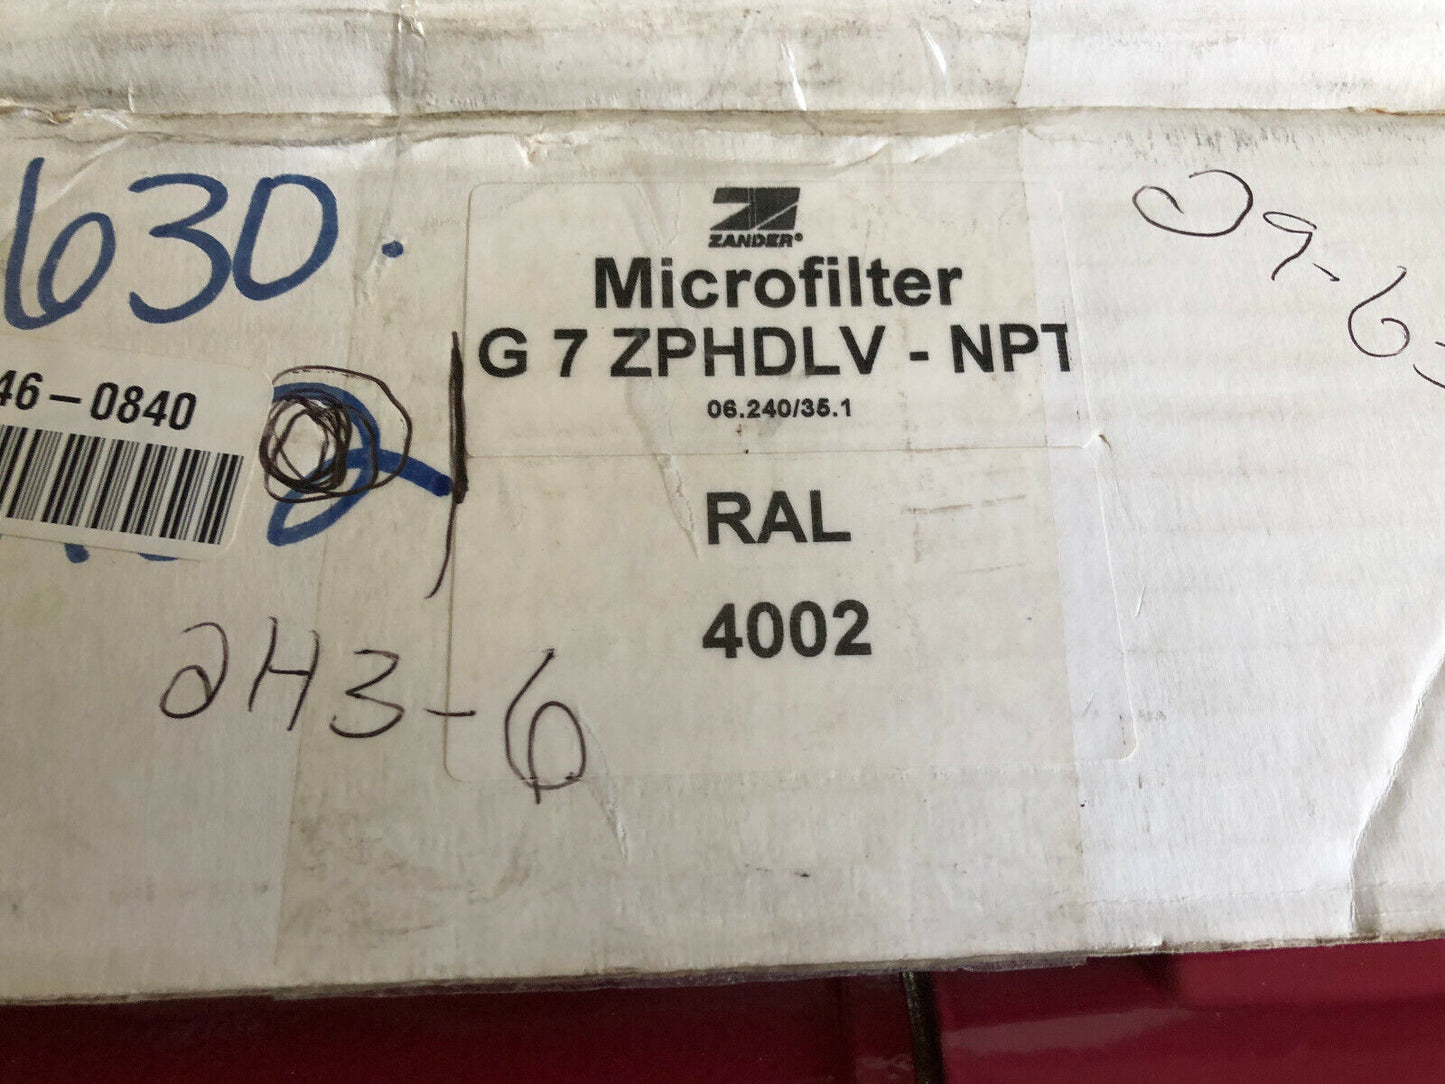 630.
ZANDER®
Microfilter
G 7 ZPHDLV - NPT
06.240/35.1
46-0840
RAL
4002
2H3-6